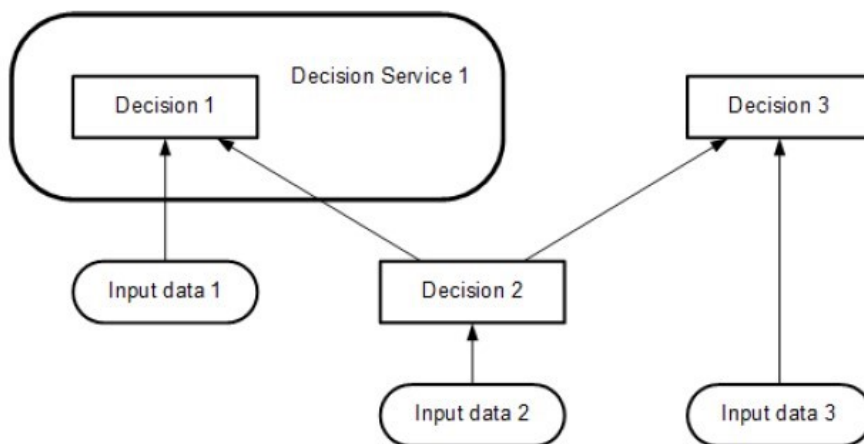 Decision Service 1
Decision 1
Decision 3
Input data 1
Decision 2
Input data 2
Input data 3